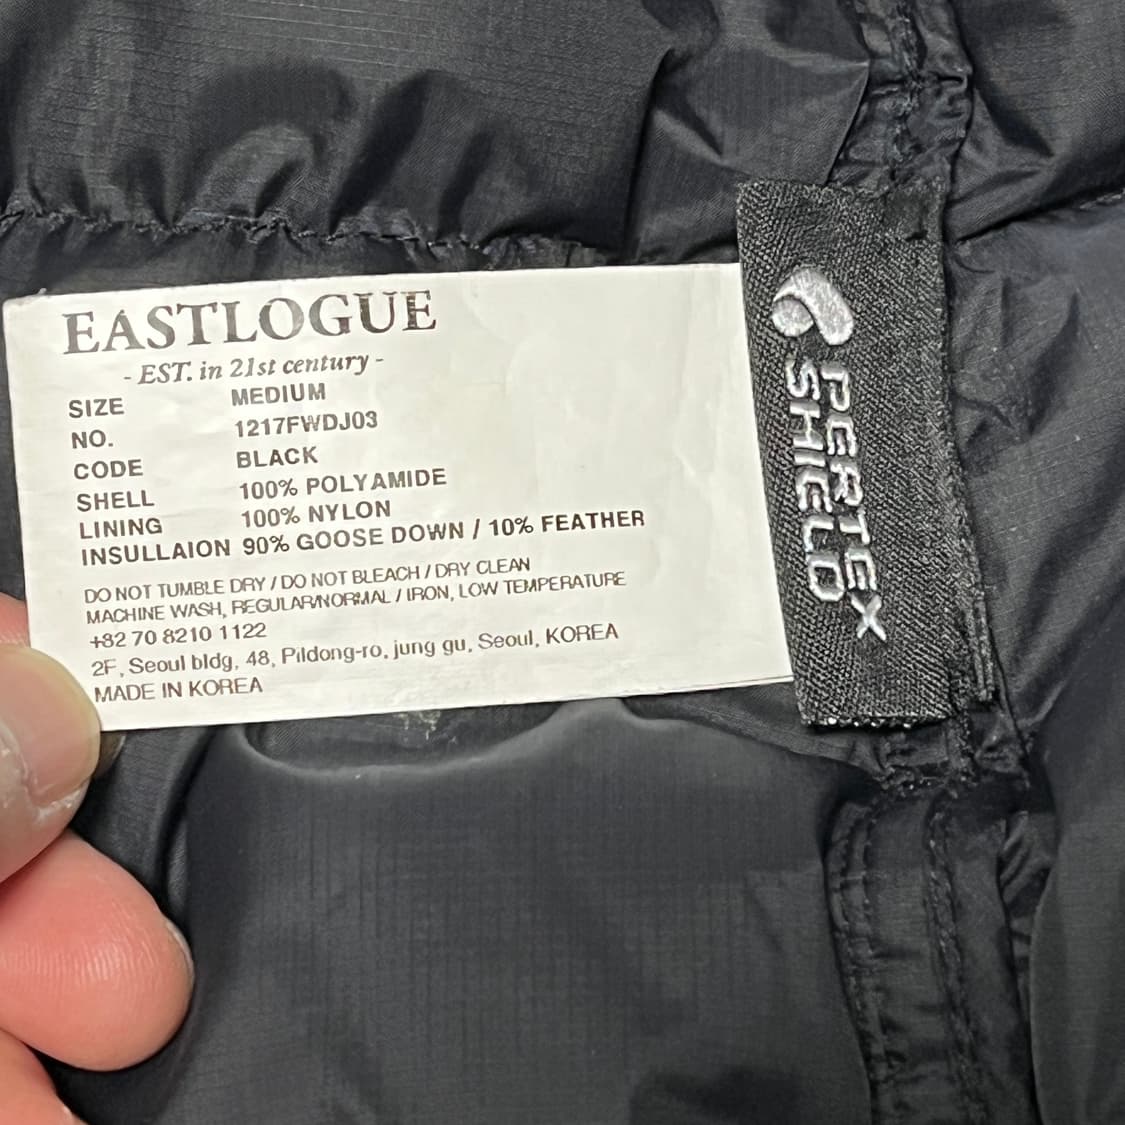 EASTLOGUE
- EST. in 21st century -
SIZE MEDIUM
NO. 1217FWDJ03
CODE BLACK
SHELL 100% POLYAMIDE
LINING 100% NYLON
INSULLAION 90% GOOSE DOWN / 10% FEATHER
DO NOT TUMBLE DRY / DO NOT BLEACH / DRY CLEAN
MACHINE WASH, REGULAR/NORMAL / IRON, LOW TEMPERATURE
+82 70 8210 1122
2F, Seoul bldg, 48, Pildong-ro, jung gu, Seoul, KOREA
MADE IN KOREA
PERTEX
SHIELD